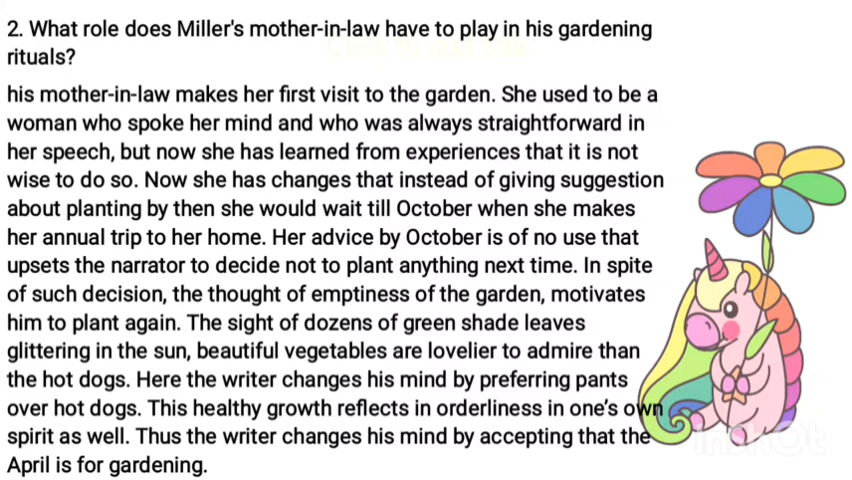 2. What role does Miller's mother-in-law have to play in his gardening
rituals?
his mother-in-law makes her first visit to the garden. She used to be a
woman who spoke her mind and who was always straightforward in
her speech, but now she has learned from experiences that it is not
wise to do so. Now she has changes that instead of giving suggestion
about planting by then she would wait till October when she makes
her annual trip to her home. Her advice by October is of no use that
upsets the narrator to decide not to plant anything next time. In spite
of such decision, the thought of emptiness of the garden, motivates
him to plant again. The sight of dozens of green shade leaves
glittering in the sun, beautiful vegetables are lovelier to admire than
the hot dogs. Here the writer changes his mind by preferring pants
over hot dogs. This healthy growth reflects in orderliness in one's own
spirit as well. Thus the writer changes his mind by accepting that the
April is for gardening.
InShOt